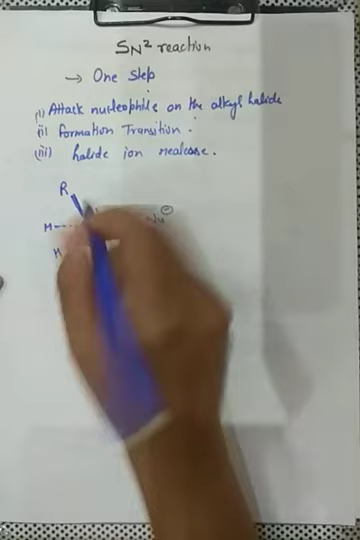 SN² reaction
→ One step
(i) Attack nucleophile on the alkyl halide
(ii) formation Transition.
(iii) halide ion realease.
R
H
H